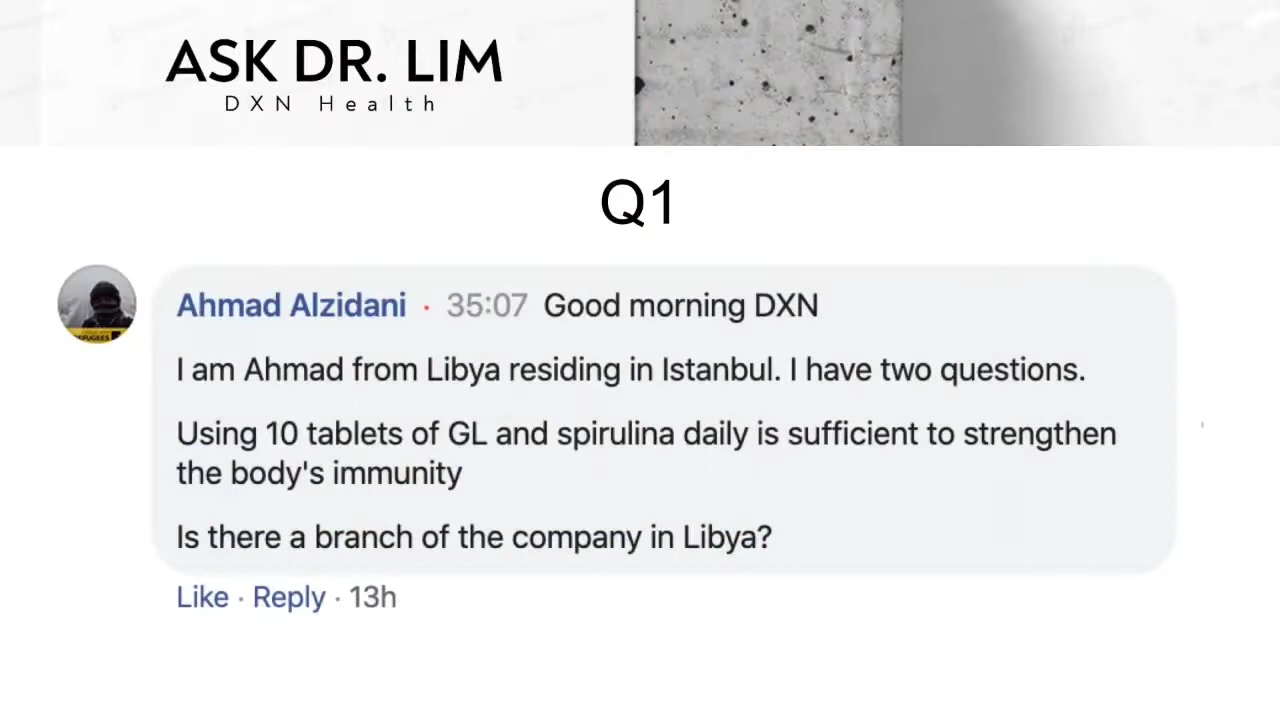 ASK DR. LIM
DXN Health
Q1
Ahmad Alzidani · 35:07 Good morning DXN
I am Ahmad from Libya residing in Istanbul. I have two questions.
Using 10 tablets of GL and spirulina daily is sufficient to strengthen
the body's immunity
Is there a branch of the company in Libya?
Like · Reply · 13h